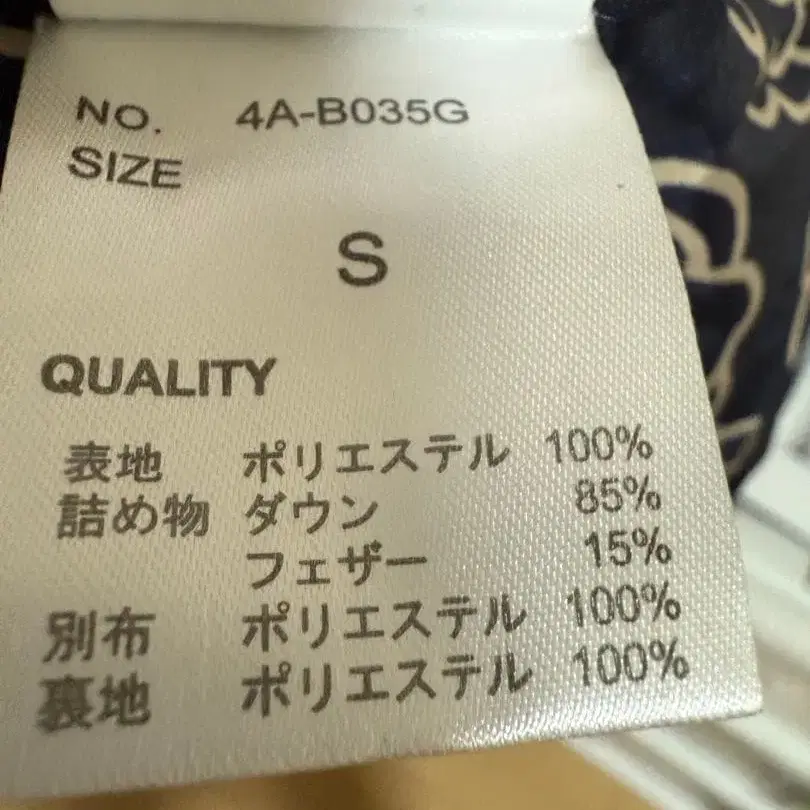 NO. 4A-B035G
SIZE
S
QUALITY
表地 ポリエステル 100%
詰め物 ダウン 85%
フェザー 15%
別布 ポリエステル 100%
裏地 ポリエステル 100%